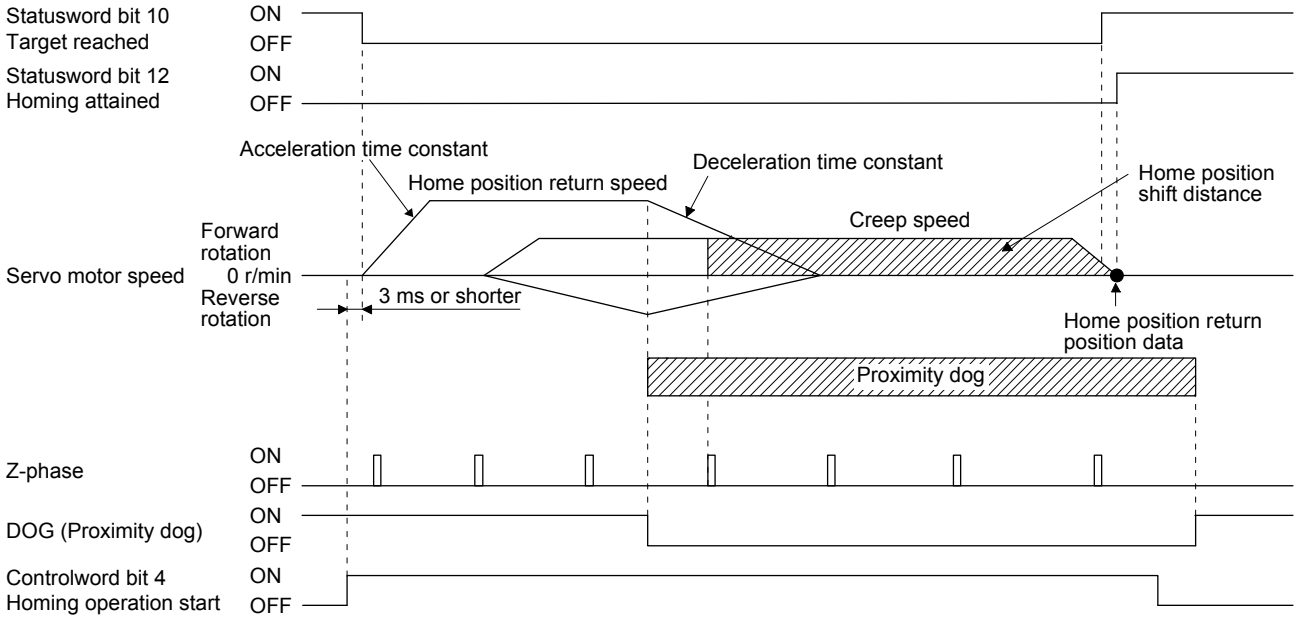 Statusword bit 10
Target reached
ON
OFF
Statusword bit 12
Homing attained
ON
OFF
Acceleration time constant
Home position return speed
Deceleration time constant
Home position
shift distance
Creep speed
Servo motor speed
Forward
rotation
0 r/min
Reverse
rotation
3 ms or shorter
Home position return
position data
Proximity dog
Z-phase
ON
OFF
DOG (Proximity dog)
ON
OFF
Controlword bit 4
Homing operation start
ON
OFF